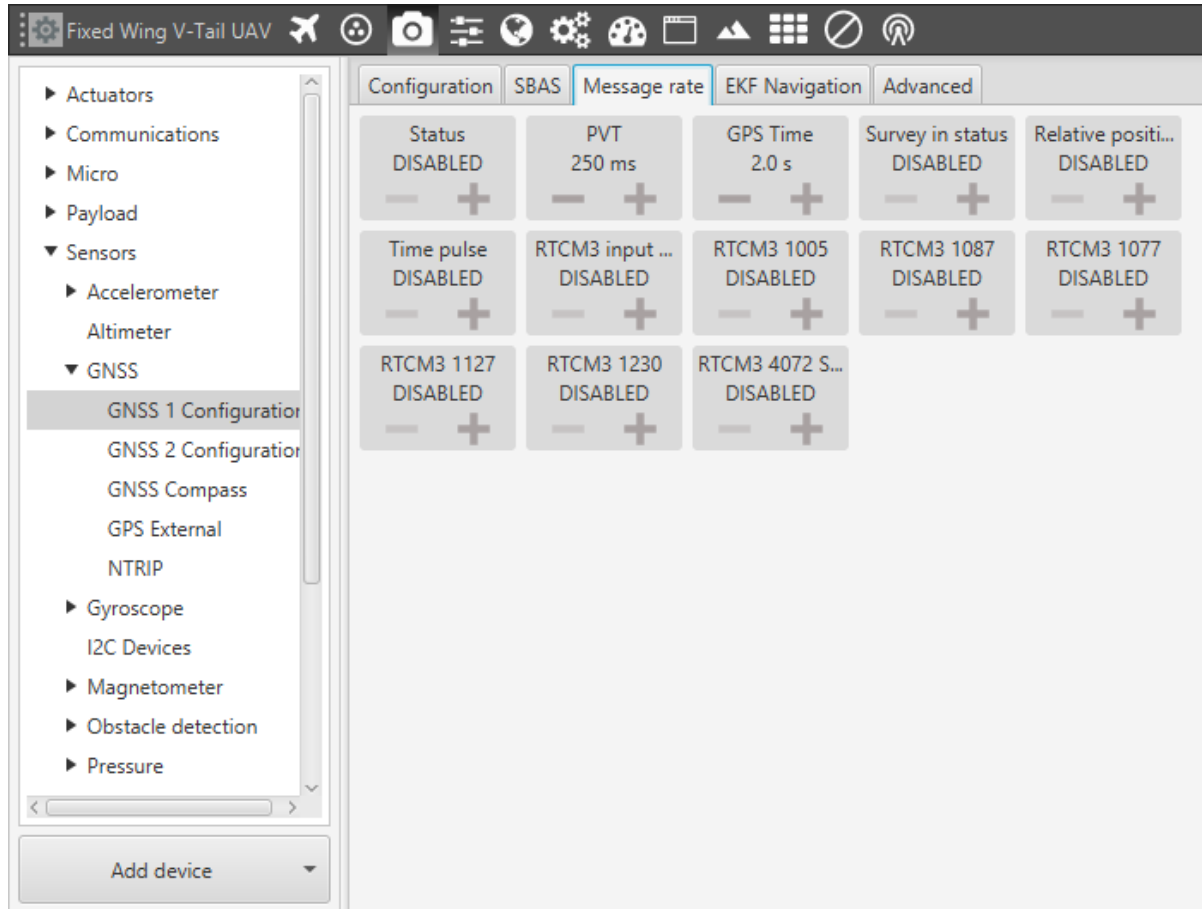 Fixed Wing V-Tail UAV
Actuators
Communications
Micro
Payload
Sensors
Accelerometer
Altimeter
GNSS
GNSS 1 Configuration
GNSS 2 Configuration
GNSS Compass
GPS External
NTRIP
Gyroscope
I2C Devices
Magnetometer
Obstacle detection
Pressure
Add device
Configuration SBAS Message rate EKF Navigation Advanced
Status
DISABLED
PVT
250 ms
GPS Time
2.0 s
Survey in status
DISABLED
Relative positi...
DISABLED
Time pulse
DISABLED
RTCM3 input ...
DISABLED
RTCM3 1005
DISABLED
RTCM3 1087
DISABLED
RTCM3 1077
DISABLED
RTCM3 1127
DISABLED
RTCM3 1230
DISABLED
RTCM3 4072 S...
DISABLED